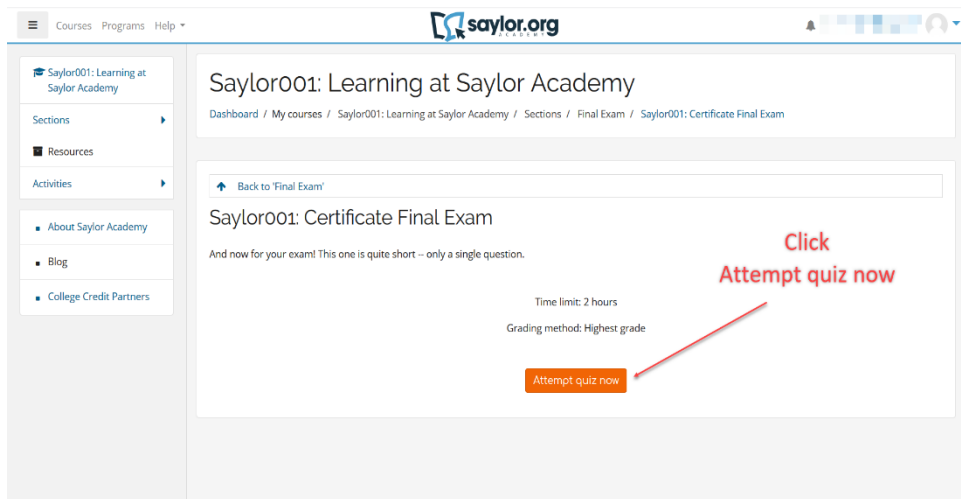 Courses Programs Help
saylor.org
ACADEMY
Saylor001: Learning at
Saylor Academy
Sections
Resources
Activities
About Saylor Academy
Blog
College Credit Partners
Saylor001: Learning at Saylor Academy
Dashboard / My courses / Saylor001: Learning at Saylor Academy / Sections / Final Exam / Saylor001: Certificate Final Exam
Back to 'Final Exam'
Saylor001: Certificate Final Exam
And now for your exam! This one is quite short -- only a single question.
Click
Attempt quiz now
Time limit: 2 hours
Grading method: Highest grade
Attempt quiz now